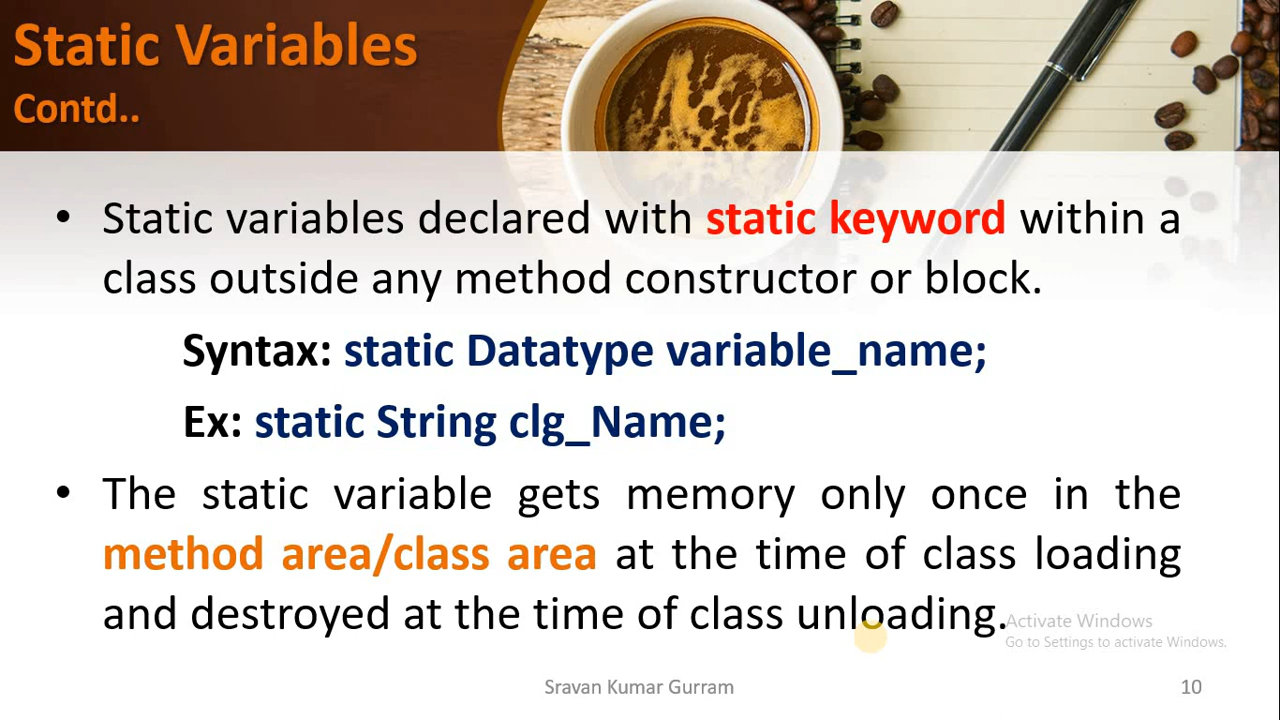 Static Variables
Contd..
• Static variables declared with static keyword within a
class outside any method constructor or block.
Syntax: static Datatype variable_name;
Ex: static String clg_Name;
• The static variable gets memory only once in the
method area/class area at the time of class loading
and destroyed at the time of class unloading.
Activate Windows
Go to Settings to activate Windows.
Sravan Kumar Gurram
10